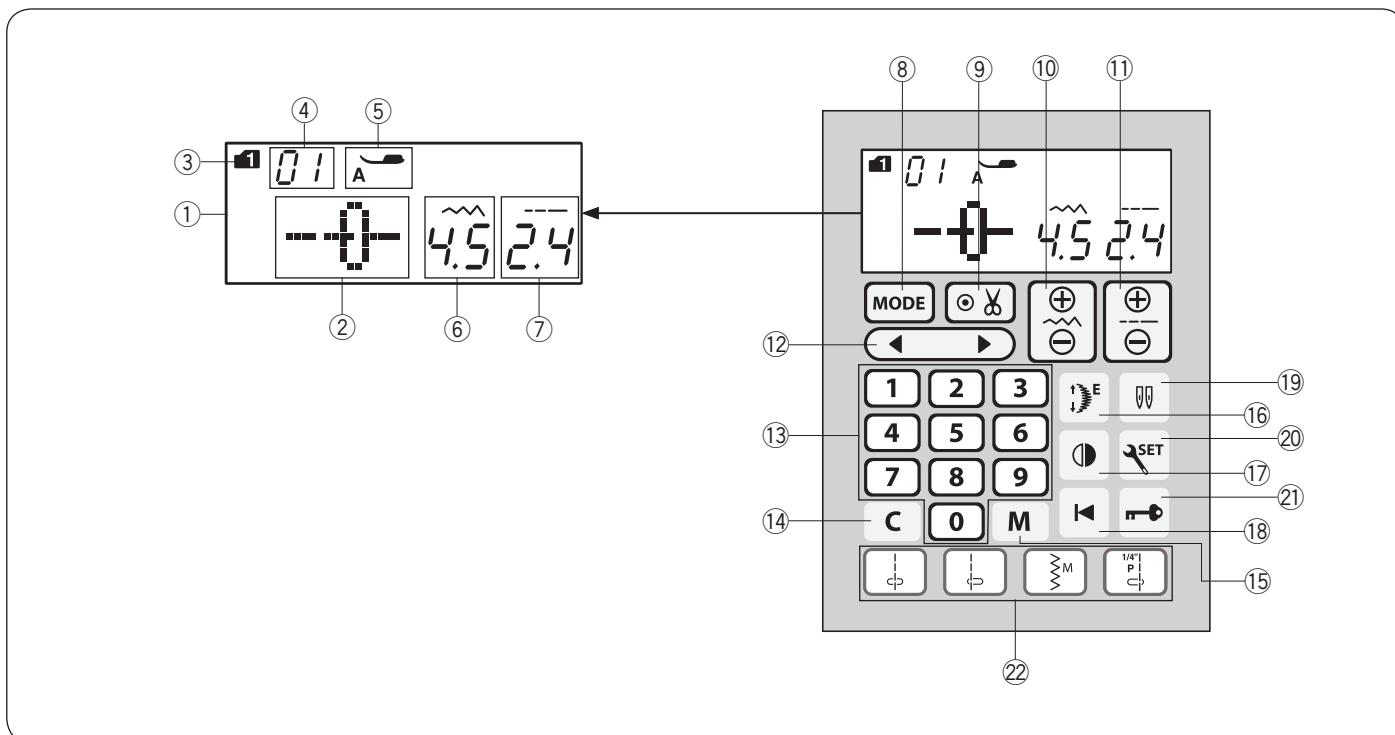 ④ ⑤
③ 1 01 A
①
4.5 2.4
② ⑥ ⑦
⑧ ⑨ ⑩ ⑪
1 01 A
4.5 2.4
MODE
⑫
1 2 3
E
⑲
⑯
⑬
4 5 6
SET
⑳
⑰
7 8 9
㉑
⑭ C 0 M
⑱
M
1/4"
P
⑮
㉒